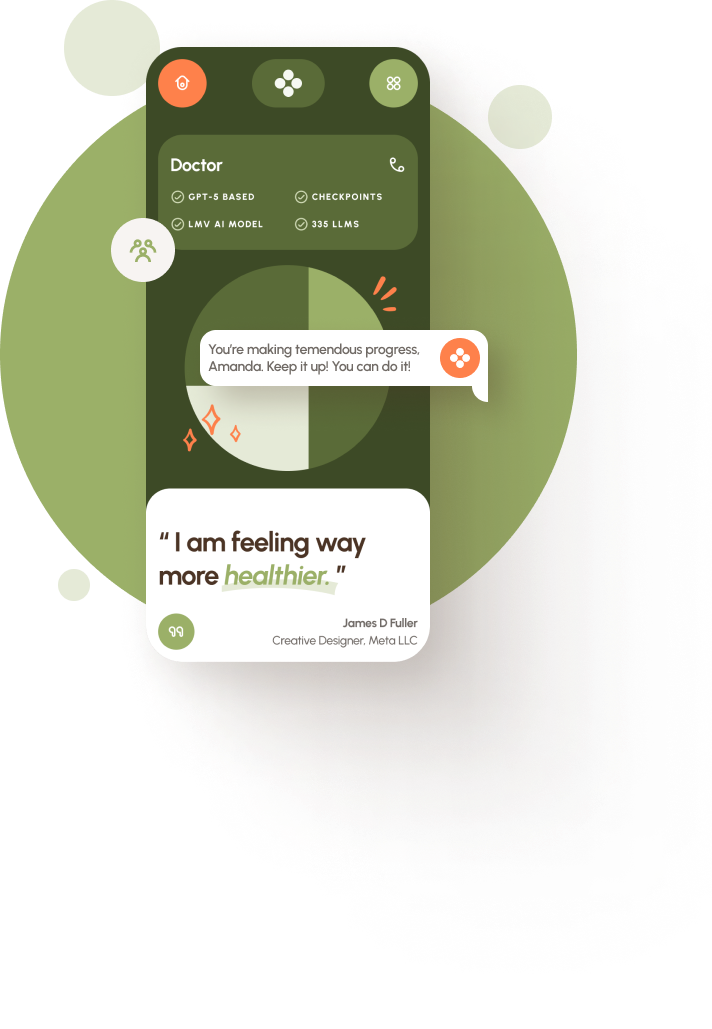 Doctor
GPT-5 BASED
CHECKPOINTS
LMV AI MODEL
335 LLMS
You're making temendous progress,
Amanda. Keep it up! You can do it!
“ I am feeling way
more healthier. ”
James D Fuller
Creative Designer, Meta LLC